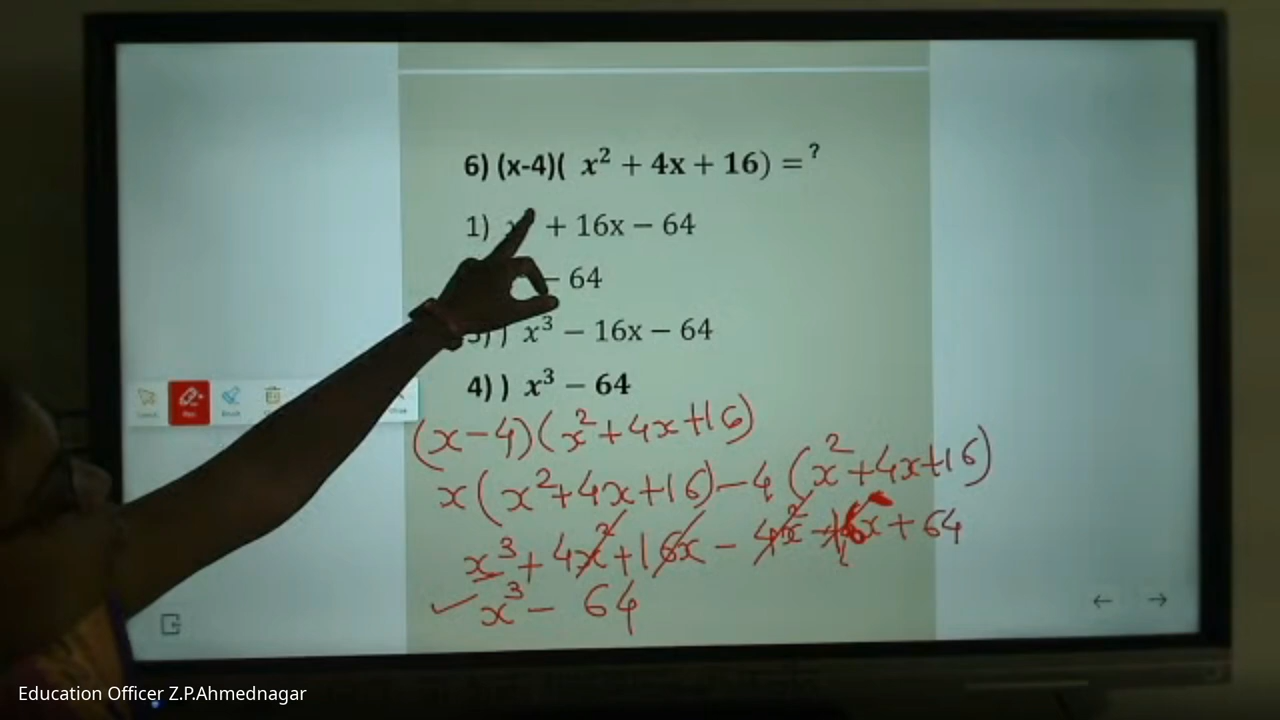 6) (x-4)( x² + 4x + 16) = ?
1) + 16x − 64
− 64
3) ) x³ − 16x − 64
4) ) x³ − 64
(x-4)(x²+4x+16)
x(x²+4x+16)-4(x²+4x+16)
x³+4x²+16x-4x²-16x+64
✓ x³- 64
Education Officer Z.P.Ahmednagar